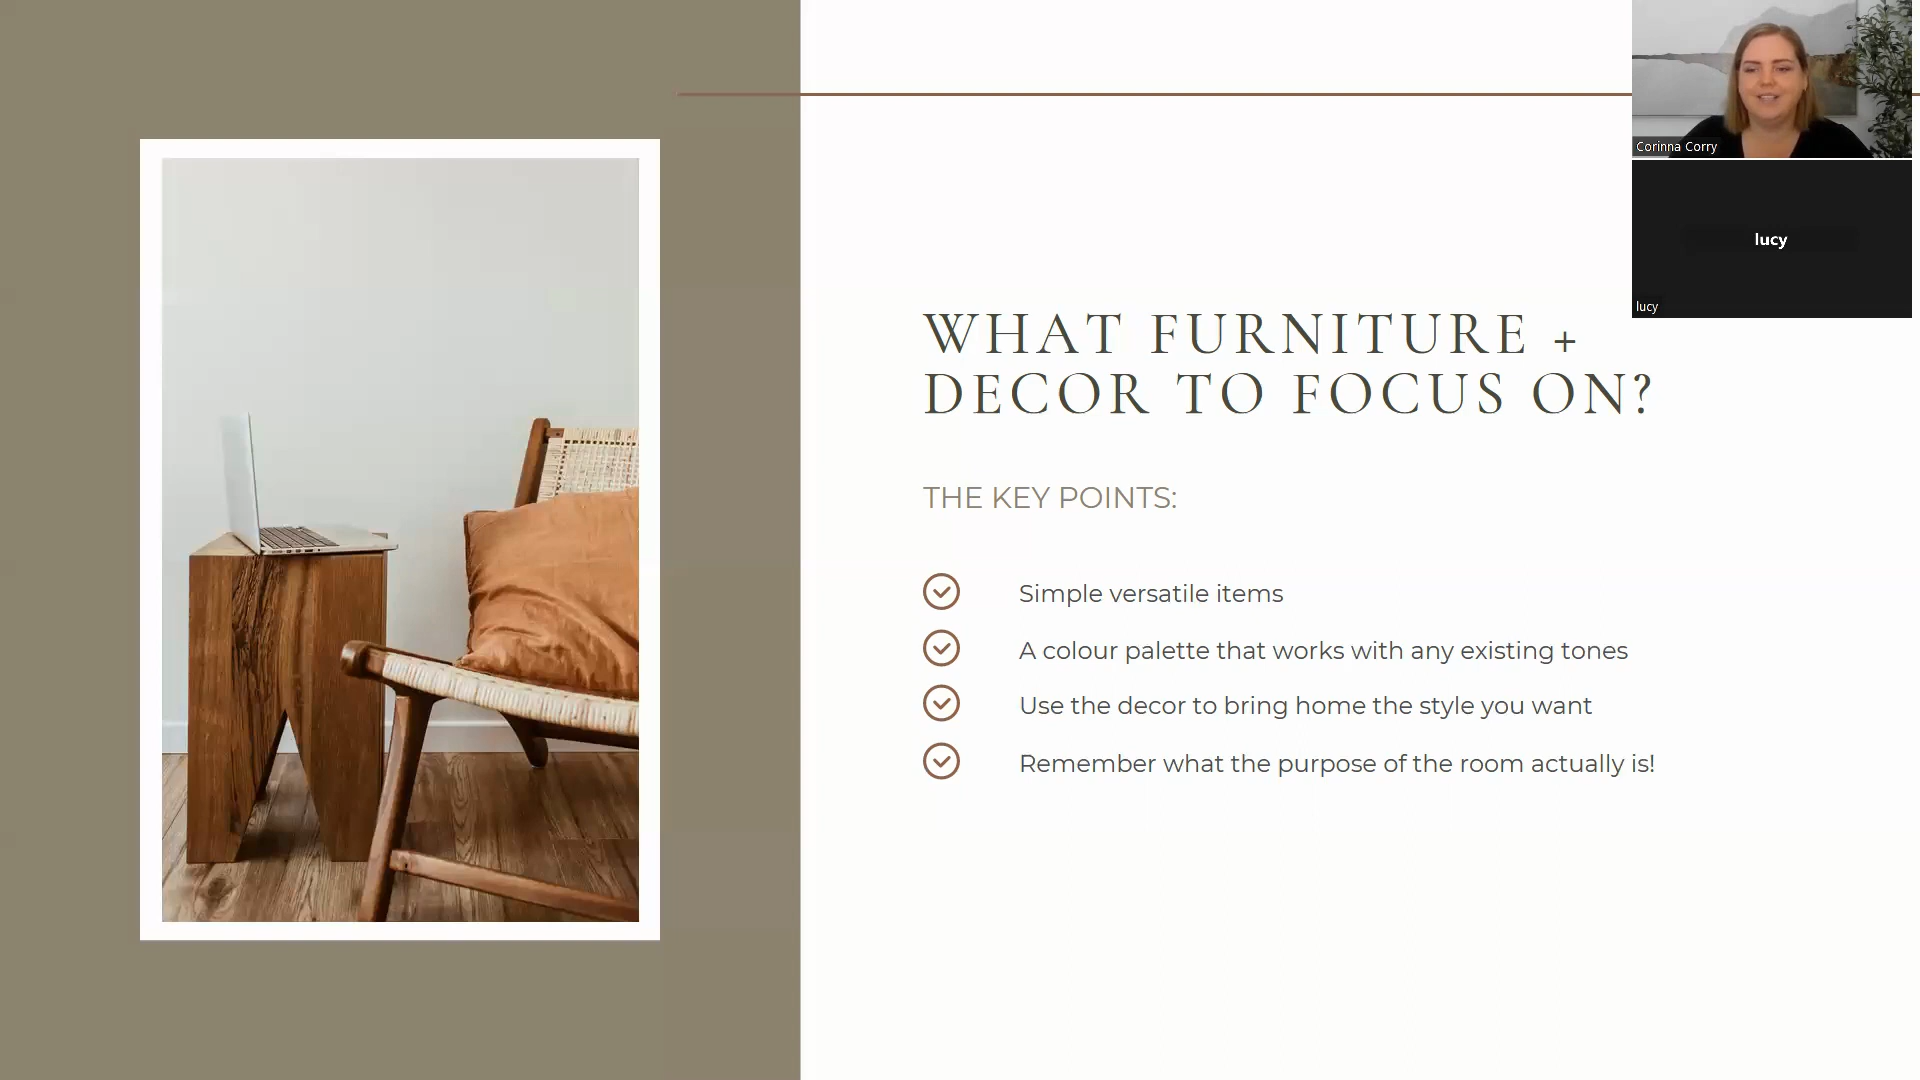 Corinna Corry
lucy
lucy
WHAT FURNITURE +
DECOR TO FOCUS ON?
THE KEY POINTS:
Simple versatile items
A colour palette that works with any existing tones
Use the decor to bring home the style you want
Remember what the purpose of the room actually is!